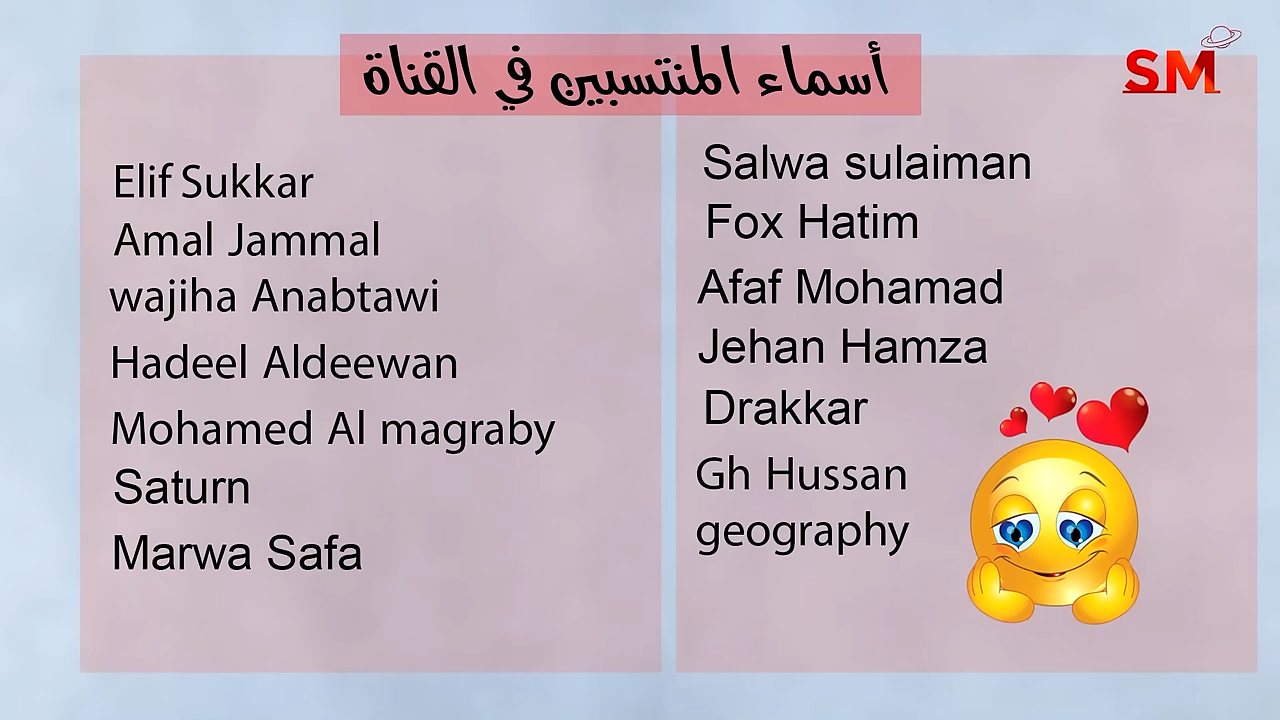 أسماء المنتسبين في القناة
SM
Elif Sukkar
Amal Jammal
wajiha Anabtawi
Hadeel Aldeewan
Mohamed Al magraby
Saturn
Marwa Safa
Salwa sulaiman
Fox Hatim
Afaf Mohamad
Jehan Hamza
Drakkar
Gh Hussan
geography